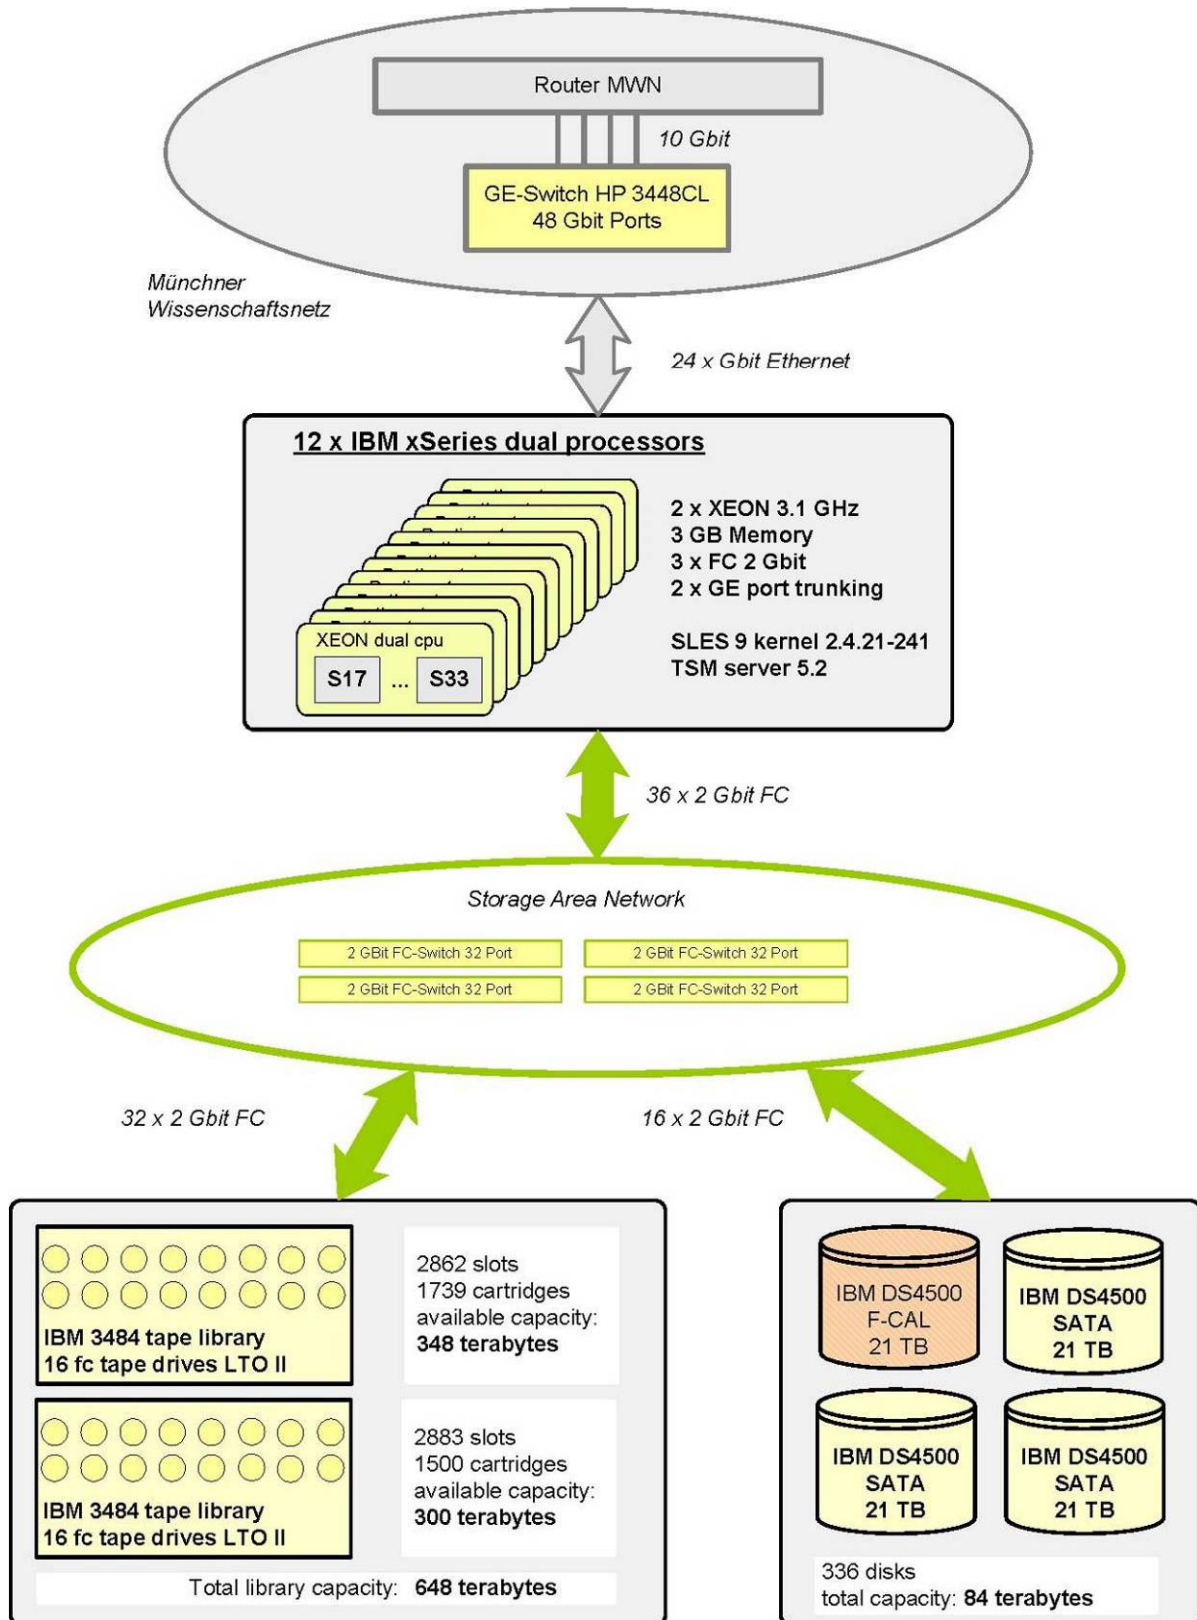 Router MWN
10 Gbit
GE-Switch HP 3448CL
48 Gbit Ports
Münchner
Wissenschaftsnetz
24 x Gbit Ethernet
12 x IBM xSeries dual processors
2 x XEON 3.1 GHz
3 GB Memory
3 x FC 2 Gbit
2 x GE port trunking
SLES 9 kernel 2.4.21-241
TSM server 5.2
XEON dual cpu
S17 ... S33
36 x 2 Gbit FC
Storage Area Network
2 GBit FC-Switch 32 Port
2 GBit FC-Switch 32 Port
2 GBit FC-Switch 32 Port
2 GBit FC-Switch 32 Port
32 x 2 Gbit FC
16 x 2 Gbit FC
IBM 3484 tape library
16 fc tape drives LTO II
2862 slots
1739 cartridges
available capacity:
348 terabytes
IBM 3484 tape library
16 fc tape drives LTO II
2883 slots
1500 cartridges
available capacity:
300 terabytes
Total library capacity: 648 terabytes
IBM DS4500
F-CAL
21 TB
IBM DS4500
SATA
21 TB
IBM DS4500
SATA
21 TB
IBM DS4500
SATA
21 TB
336 disks
total capacity: 84 terabytes